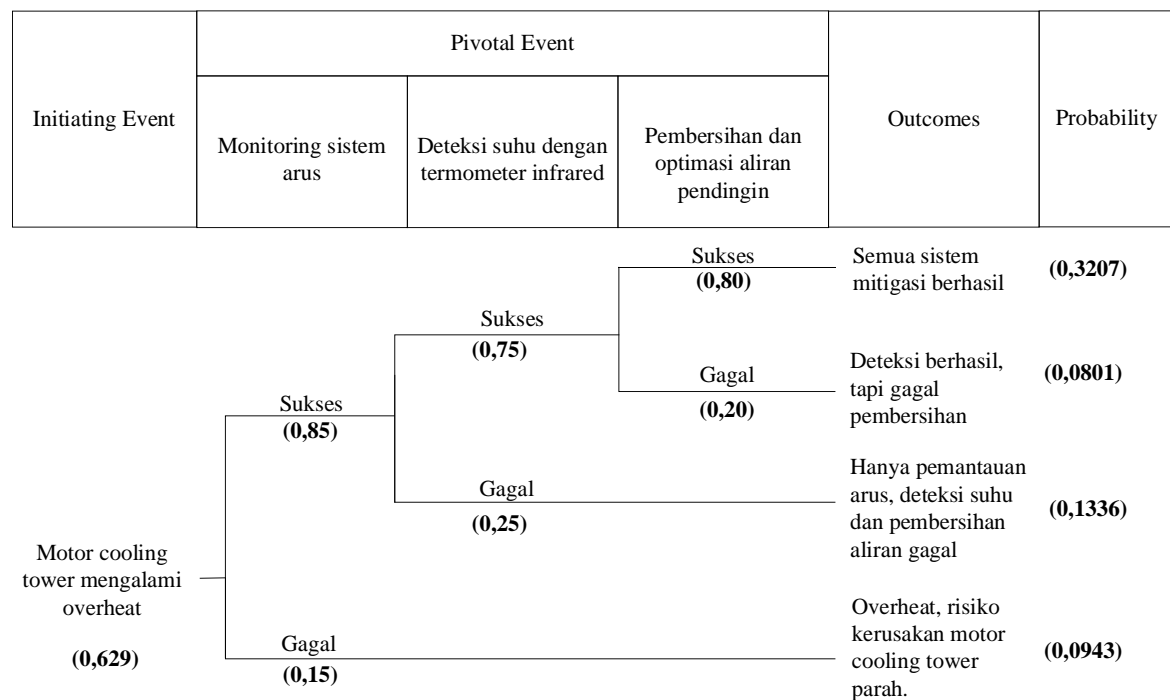 Initiating Event
Pivotal Event
Monitoring sistem
arus
Deteksi suhu dengan
termometer infrared
Pembersihan dan
optimasi aliran
pendingin
Outcomes
Probability
Sukses
(0,80)
Semua sistem
mitigasi berhasil
(0,3207)
Sukses
(0,75)
Gagal
(0,20)
Deteksi berhasil,
tapi gagal
pembersihan
(0,0801)
Sukses
(0,85)
Gagal
(0,25)
Hanya pemantauan
arus, deteksi suhu
dan pembersihan
aliran gagal
(0,1336)
Motor cooling
tower mengalami
overheat
(0,629)
Gagal
(0,15)
Overheat, risiko
kerusakan motor
cooling tower
parah.
(0,0943)